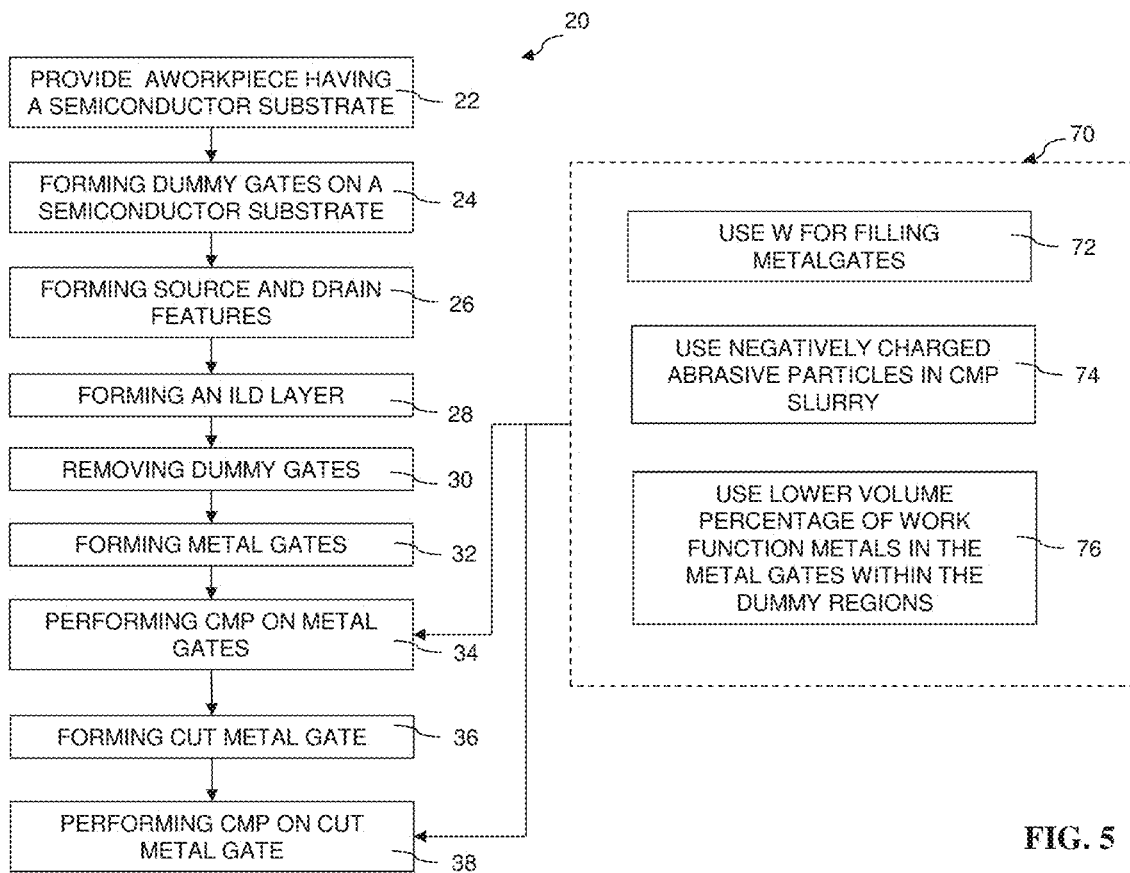 20
PROVIDE AWORKPIECE HAVING
A SEMICONDUCTOR SUBSTRATE
22
FORMING DUMMY GATES ON A
SEMICONDUCTOR SUBSTRATE
24
FORMING SOURCE AND DRAIN
FEATURES
26
FORMING AN ILD LAYER
28
REMOVING DUMMY GATES
30
FORMING METAL GATES
32
PERFORMING CMP ON METAL
GATES
34
FORMING CUT METAL GATE
36
PERFORMING CMP ON CUT
METAL GATE
38
70
USE W FOR FILLING
METALGATES
72
USE NEGATIVELY CHARGED
ABRASIVE PARTICLES IN CMP
SLURRY
74
USE LOWER VOLUME
PERCENTAGE OF WORK
FUNCTION METALS IN THE
METAL GATES WITHIN THE
DUMMY REGIONS
76
FIG. 5